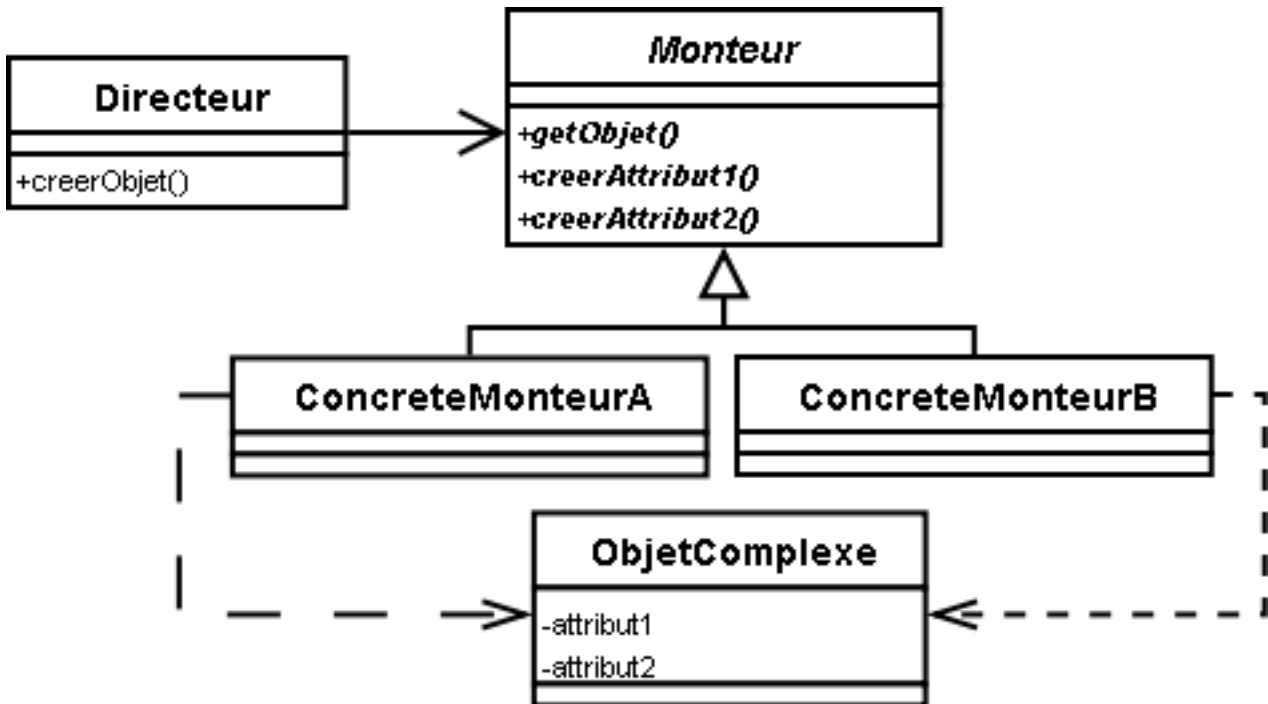 Monteur
Directeur
+getObjet()
+creerAttribut1()
+creerObjet()
+creerAttribut2()
ConcreteMonteurA
ConcreteMonteurB
ObjetComplexe
-attribut1
-attribut2